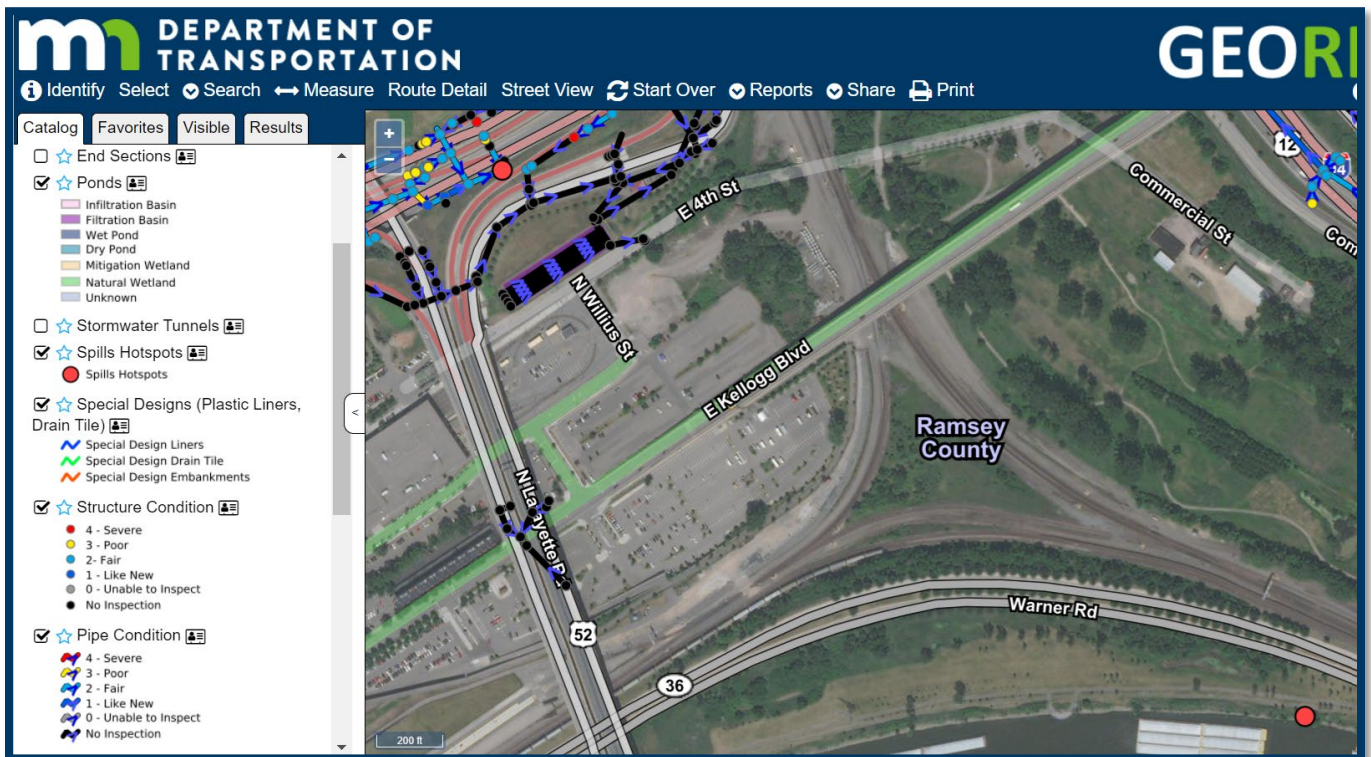 DEPARTMENT OF
TRANSPORTATION
GEORI
Identify Select Search Measure Route Detail Street View Start Over Reports Share Print
Catalog Favorites Visible Results
End Sections
Ponds
Infiltration Basin
Filtration Basin
Wet Pond
Dry Pond
Mitigation Wetland
Natural Wetland
Unknown
Stormwater Tunnels
Spills Hotspots
Spills Hotspots
Special Designs (Plastic Liners,
Drain Tile)
Special Design Liners
Special Design Drain Tile
Special Design Embankments
Structure Condition
4 - Severe
3 - Poor
2- Fair
1 - Like New
0 - Unable to Inspect
No Inspection
Pipe Condition
4 - Severe
3 - Poor
2 - Fair
1 - Like New
0 - Unable to Inspect
No Inspection
+
−
<
12
E 4th St
Commercial St
Com
N Willius St
E Kellogg Blvd
Ramsey
County
N Lafayette
Warner Rd
52
36
200 ft